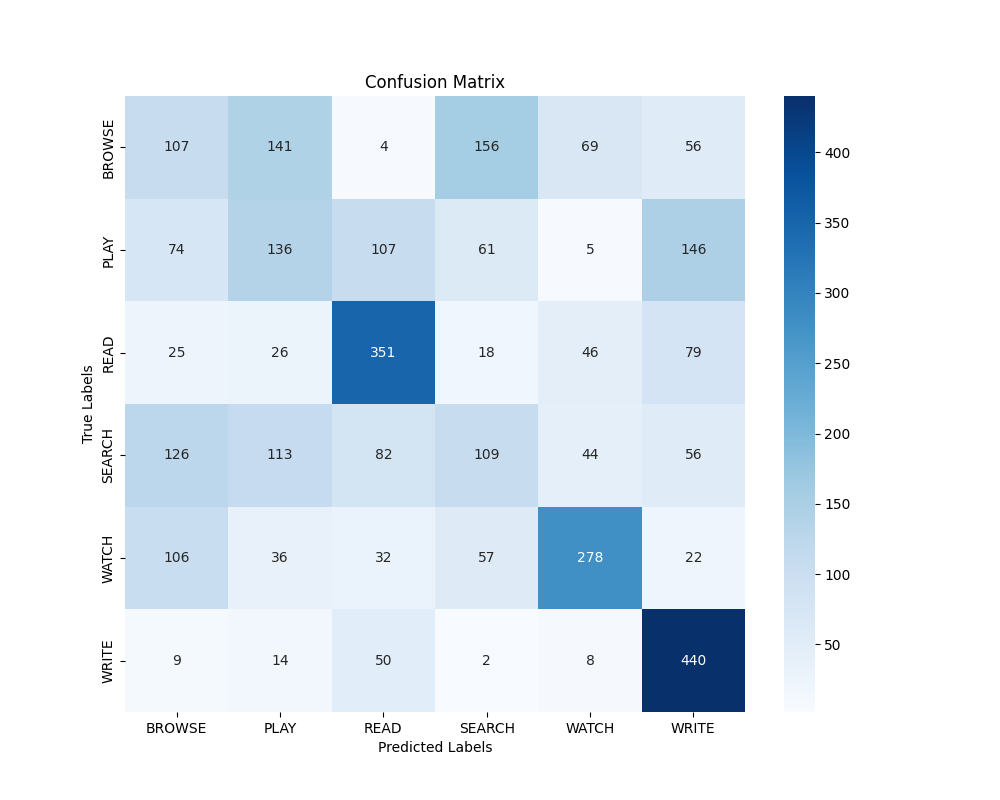 Confusion Matrix
True Labels
BROWSE 107 141 4 156 69 56
PLAY 74 136 107 61 5 146
READ 25 26 351 18 46 79
SEARCH 126 113 82 109 44 56
WATCH 106 36 32 57 278 22
WRITE 9 14 50 2 8 440
BROWSE PLAY READ SEARCH WATCH WRITE
Predicted Labels
400
350
300
250
200
150
100
50